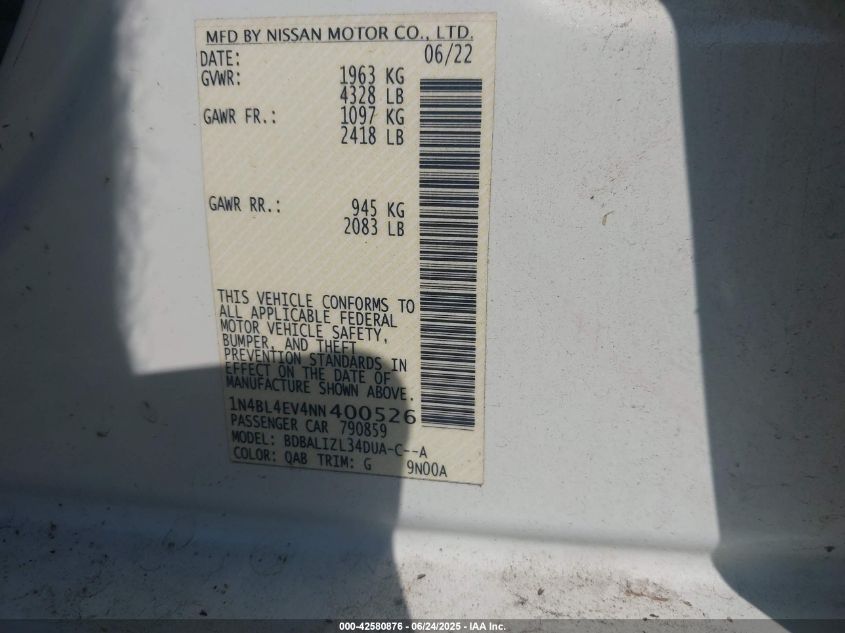 MFD BY NISSAN MOTOR CO., LTD.
DATE: 06/22
GVWR: 1963 KG
4328 LB
GAWR FR.: 1097 KG
2418 LB
GAWR RR.: 945 KG
2083 LB
THIS VEHICLE CONFORMS TO
ALL APPLICABLE FEDERAL
MOTOR VEHICLE SAFETY,
BUMPER, AND THEFT
PREVENTION STANDARDS IN
EFFECT ON THE DATE OF
MANUFACTURE SHOWN ABOVE.
1N4BL4EV4NN400526
PASSENGER CAR 790859
MODEL: BDBALIZL34DUA-C--A
COLOR: QAB TRIM: G 9N00A
000-42580876 - 06/24/2025 - IAA Inc.